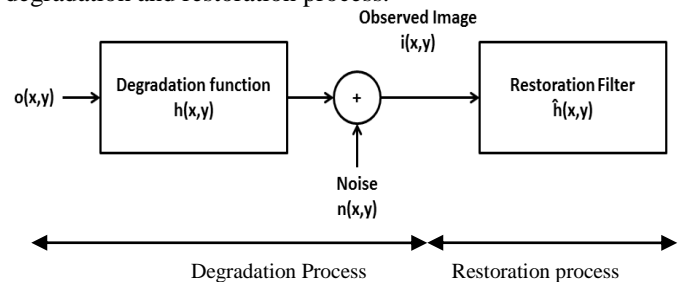 degradation and restoration process.
Observed Image
i(x,y)
o(x,y)
Degradation function
h(x,y)
+
Restoration Filter
ĥ(x,y)
Noise
n(x,y)
Degradation Process
Restoration process